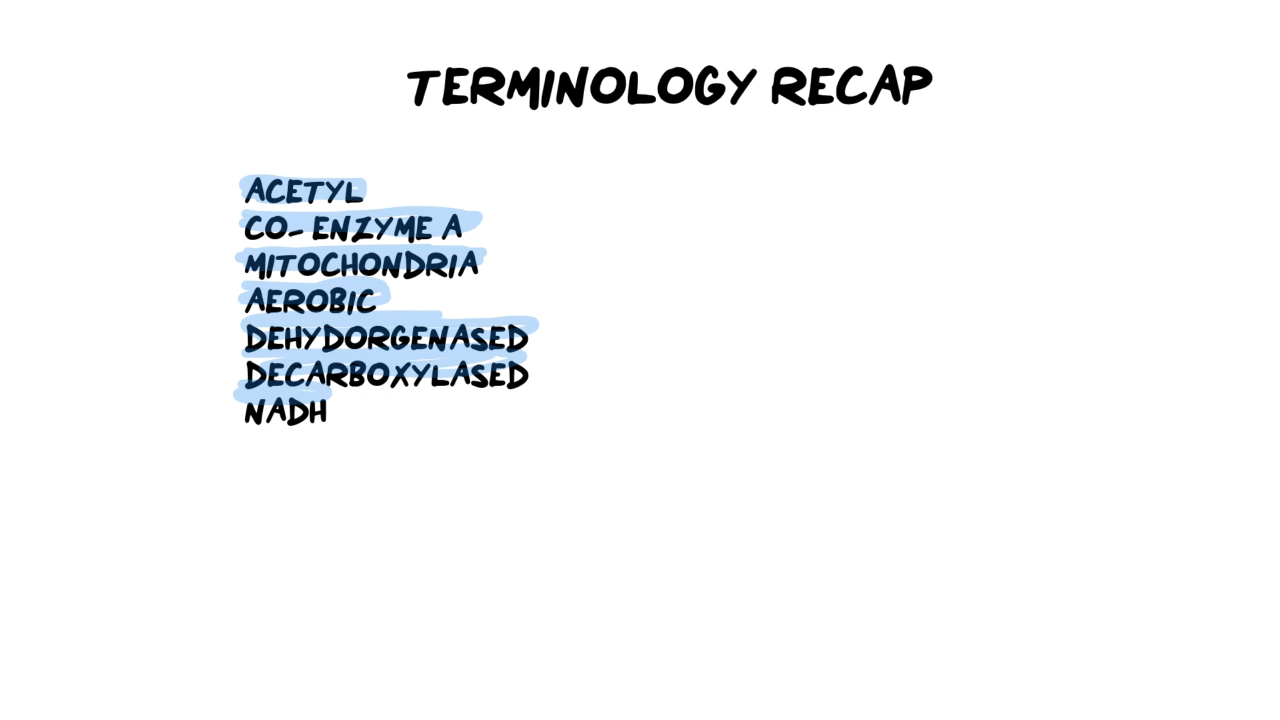 TERMINOLOGY RECAP
ACETYL
CO- ENZYME A
MITOCHONDRIA
AEROBIC
DEHYDORGENASED
DECARBOXYLASED
NADH